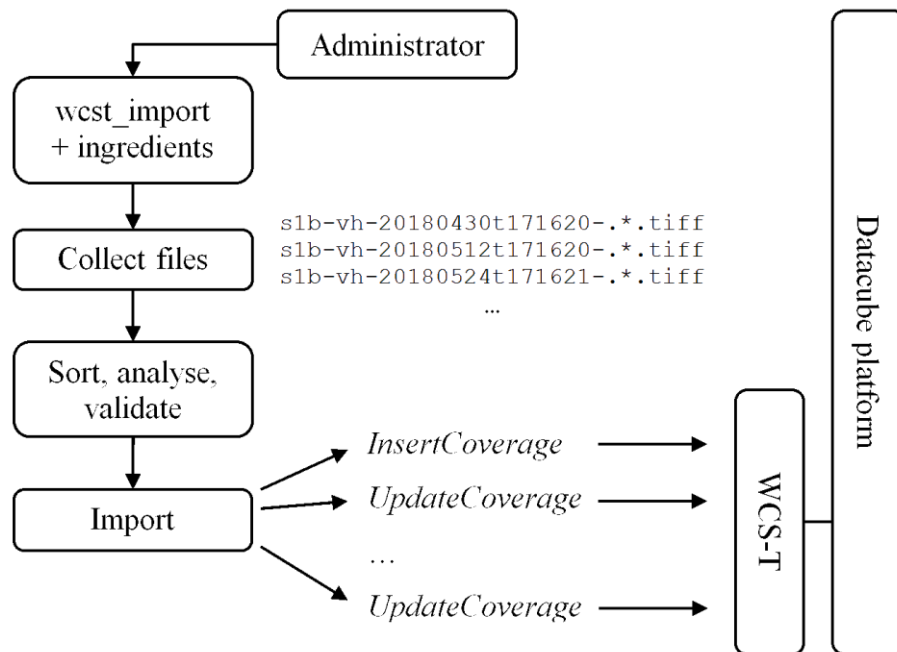 Administrator
wcst_import
+ ingredients
Collect files
s1b-vh-20180430t171620-.*.tiff
s1b-vh-20180512t171620-.*.tiff
s1b-vh-20180524t171621-.*.tiff
...
Sort, analyse,
validate
Import
InsertCoverage
UpdateCoverage
...
UpdateCoverage
WCS-T
Datacube platform